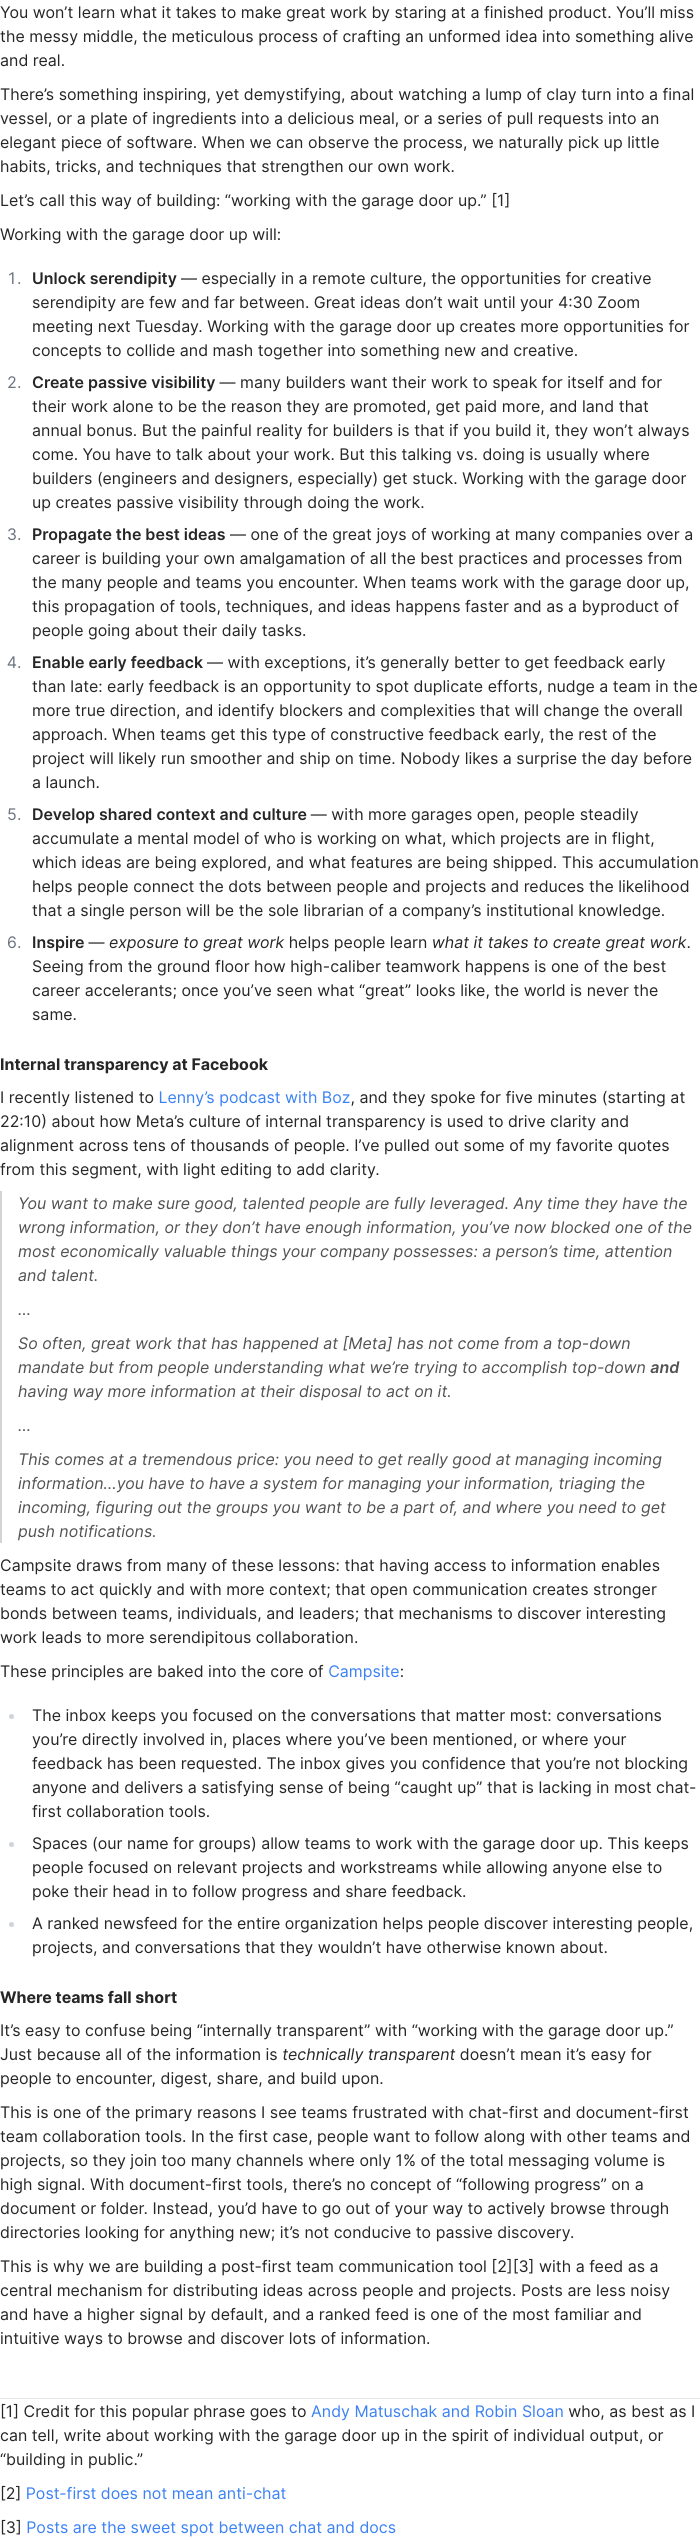 You won’t learn what it takes to make great work by staring at a finished product. You’ll miss
the messy middle, the meticulous process of crafting an unformed idea into something alive
and real.
There’s something inspiring, yet demystifying, about watching a lump of clay turn into a final
vessel, or a plate of ingredients into a delicious meal, or a series of pull requests into an
elegant piece of software. When we can observe the process, we naturally pick up little
habits, tricks, and techniques that strengthen our own work.
Let’s call this way of building: “working with the garage door up.” [1]
Working with the garage door up will:
1. Unlock serendipity — especially in a remote culture, the opportunities for creative
serendipity are few and far between. Great ideas don’t wait until your 4:30 Zoom
meeting next Tuesday. Working with the garage door up creates more opportunities for
concepts to collide and mash together into something new and creative.
2. Create passive visibility — many builders want their work to speak for itself and for
their work alone to be the reason they are promoted, get paid more, and land that
annual bonus. But the painful reality for builders is that if you build it, they won’t always
come. You have to talk about your work. But this talking vs. doing is usually where
builders (engineers and designers, especially) get stuck. Working with the garage door
up creates passive visibility through doing the work.
3. Propagate the best ideas — one of the great joys of working at many companies over a
career is building your own amalgamation of all the best practices and processes from
the many people and teams you encounter. When teams work with the garage door up,
this propagation of tools, techniques, and ideas happens faster and as a byproduct of
people going about their daily tasks.
4. Enable early feedback — with exceptions, it’s generally better to get feedback early
than late: early feedback is an opportunity to spot duplicate efforts, nudge a team in the
more true direction, and identify blockers and complexities that will change the overall
approach. When teams get this type of constructive feedback early, the rest of the
project will likely run smoother and ship on time. Nobody likes a surprise the day before
a launch.
5. Develop shared context and culture — with more garages open, people steadily
accumulate a mental model of who is working on what, which projects are in flight,
which ideas are being explored, and what features are being shipped. This accumulation
helps people connect the dots between people and projects and reduces the likelihood
that a single person will be the sole librarian of a company’s institutional knowledge.
6. Inspire — exposure to great work helps people learn what it takes to create great work.
Seeing from the ground floor how high-caliber teamwork happens is one of the best
career accelerants; once you’ve seen what “great” looks like, the world is never the
same.
Internal transparency at Facebook
I recently listened to Lenny’s podcast with Boz, and they spoke for five minutes (starting at
22:10) about how Meta’s culture of internal transparency is used to drive clarity and
alignment across tens of thousands of people. I’ve pulled out some of my favorite quotes
from this segment, with light editing to add clarity.
You want to make sure good, talented people are fully leveraged. Any time they have the
wrong information, or they don’t have enough information, you’ve now blocked one of the
most economically valuable things your company possesses: a person’s time, attention
and talent.
...
So often, great work that has happened at [Meta] has not come from a top-down
mandate but from people understanding what we’re trying to accomplish top-down and
having way more information at their disposal to act on it.
...
This comes at a tremendous price: you need to get really good at managing incoming
information...you have to have a system for managing your information, triaging the
incoming, figuring out the groups you want to be a part of, and where you need to get
push notifications.
Campsite draws from many of these lessons: that having access to information enables
teams to act quickly and with more context; that open communication creates stronger
bonds between teams, individuals, and leaders; that mechanisms to discover interesting
work leads to more serendipitous collaboration.
These principles are baked into the core of Campsite:
• The inbox keeps you focused on the conversations that matter most: conversations
you’re directly involved in, places where you’ve been mentioned, or where your
feedback has been requested. The inbox gives you confidence that you’re not blocking
anyone and delivers a satisfying sense of being “caught up” that is lacking in most chat-
first collaboration tools.
• Spaces (our name for groups) allow teams to work with the garage door up. This keeps
people focused on relevant projects and workstreams while allowing anyone else to
poke their head in to follow progress and share feedback.
• A ranked newsfeed for the entire organization helps people discover interesting people,
projects, and conversations that they wouldn’t have otherwise known about.
Where teams fall short
It’s easy to confuse being “internally transparent” with “working with the garage door up.”
Just because all of the information is technically transparent doesn’t mean it’s easy for
people to encounter, digest, share, and build upon.
This is one of the primary reasons I see teams frustrated with chat-first and document-first
team collaboration tools. In the first case, people want to follow along with other teams and
projects, so they join too many channels where only 1% of the total messaging volume is
high signal. With document-first tools, there’s no concept of “following progress” on a
document or folder. Instead, you’d have to go out of your way to actively browse through
directories looking for anything new; it’s not conducive to passive discovery.
This is why we are building a post-first team communication tool [2][3] with a feed as a
central mechanism for distributing ideas across people and projects. Posts are less noisy
and have a higher signal by default, and a ranked feed is one of the most familiar and
intuitive ways to browse and discover lots of information.
[1] Credit for this popular phrase goes to Andy Matuschak and Robin Sloan who, as best as I
can tell, write about working with the garage door up in the spirit of individual output, or
“building in public.”
[2] Post-first does not mean anti-chat
[3] Posts are the sweet spot between chat and docs